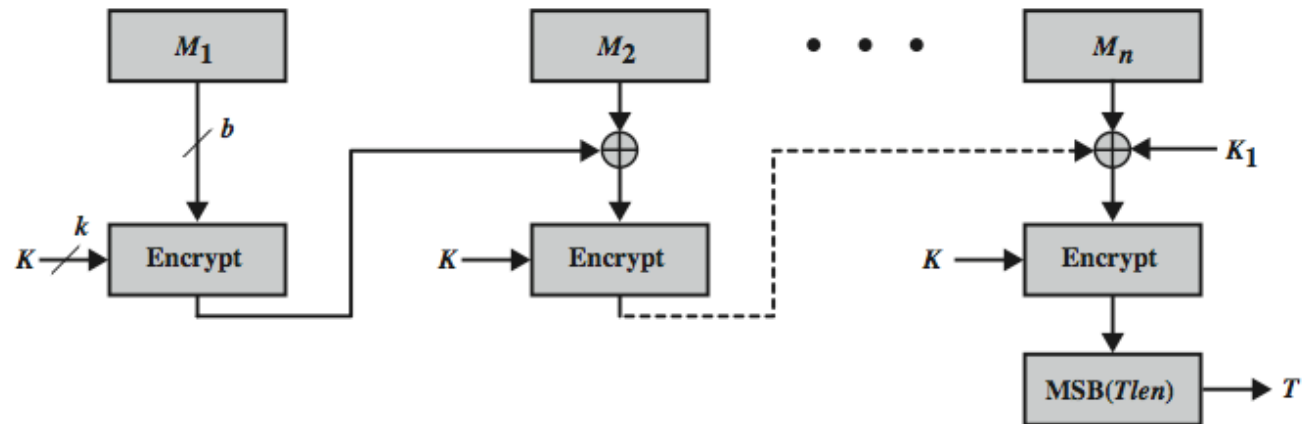 M1 M2 • • • Mn
b
K1
k
K Encrypt K Encrypt K Encrypt
MSB(Tlen) T